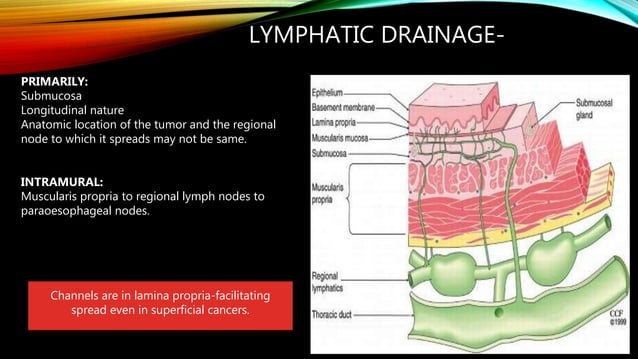 LYMPHATIC DRAINAGE-
PRIMARILY:
Submucosa
Longitudinal nature
Anatomic location of the tumor and the regional
node to which it spreads may not be same.
INTRAMURAL:
Muscularis propria to regional lymph nodes to
paraoesophageal nodes.
Channels are in lamina propria-facilitating
spread even in superficial cancers.
Epithelium
Basement membrane
Lamina propria
Muscularis mucosa
Submucosa
Muscularis
propria
Regional
lymphatics
Thoracic duct
Submucosal
gland
CCF
©1999